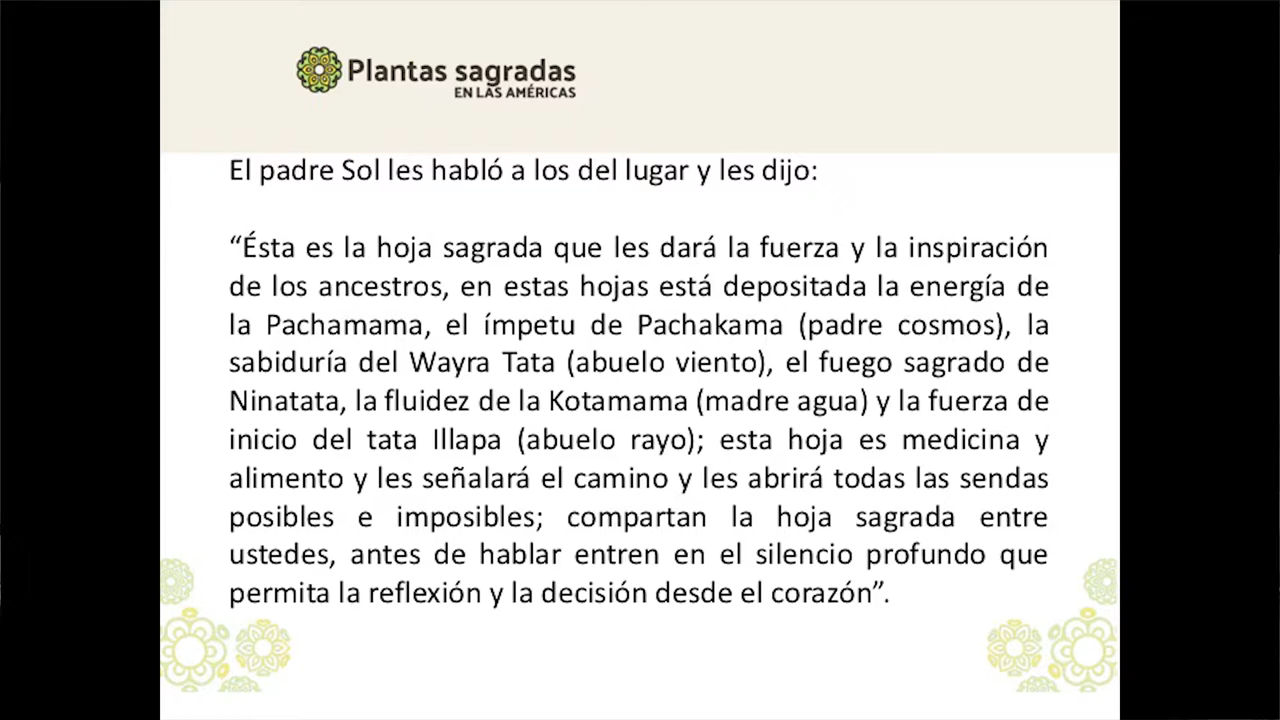 Plantas sagradas
EN LAS AMÉRICAS
El padre Sol les habló a los del lugar y les dijo:
“Ésta es la hoja sagrada que les dará la fuerza y la inspiración
de los ancestros, en estas hojas está depositada la energía de
la Pachamama, el ímpetu de Pachakama (padre cosmos), la
sabiduría del Wayra Tata (abuelo viento), el fuego sagrado de
Ninatata, la fluidez de la Kotamama (madre agua) y la fuerza de
inicio del tata Illapa (abuelo rayo); esta hoja es medicina y
alimento y les señalará el camino y les abrirá todas las sendas
posibles e imposibles; compartan la hoja sagrada entre
ustedes, antes de hablar entren en el silencio profundo que
permita la reflexión y la decisión desde el corazón”.